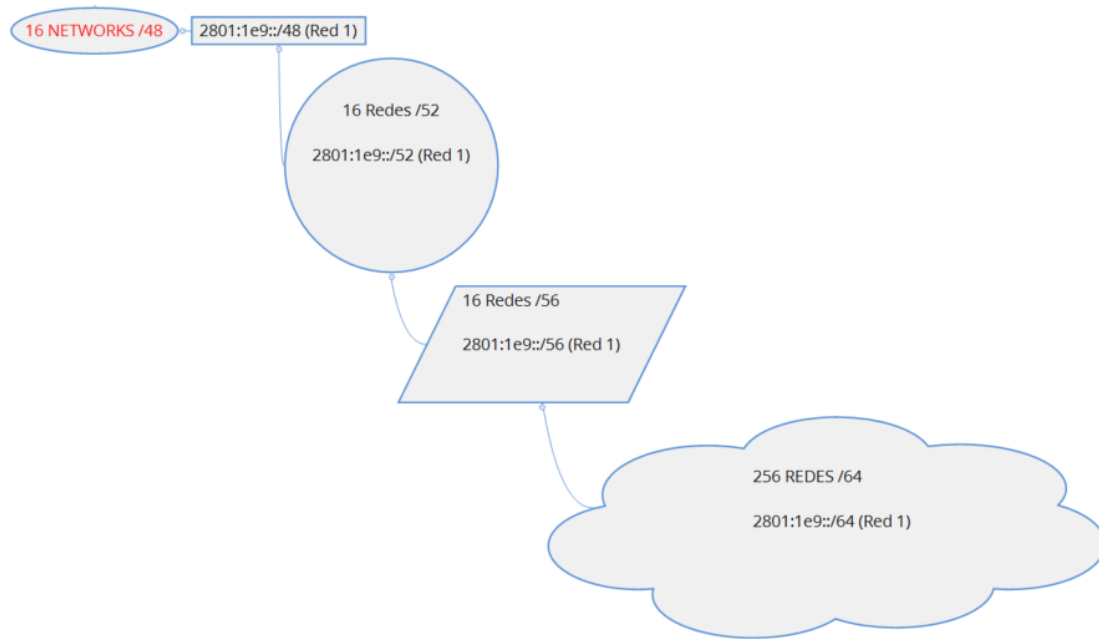 16 NETWORKS /48
2801:1e9::/48 (Red 1)
16 Redes /52
2801:1e9::/52 (Red 1)
16 Redes /56
2801:1e9::/56 (Red 1)
256 REDES /64
2801:1e9::/64 (Red 1)